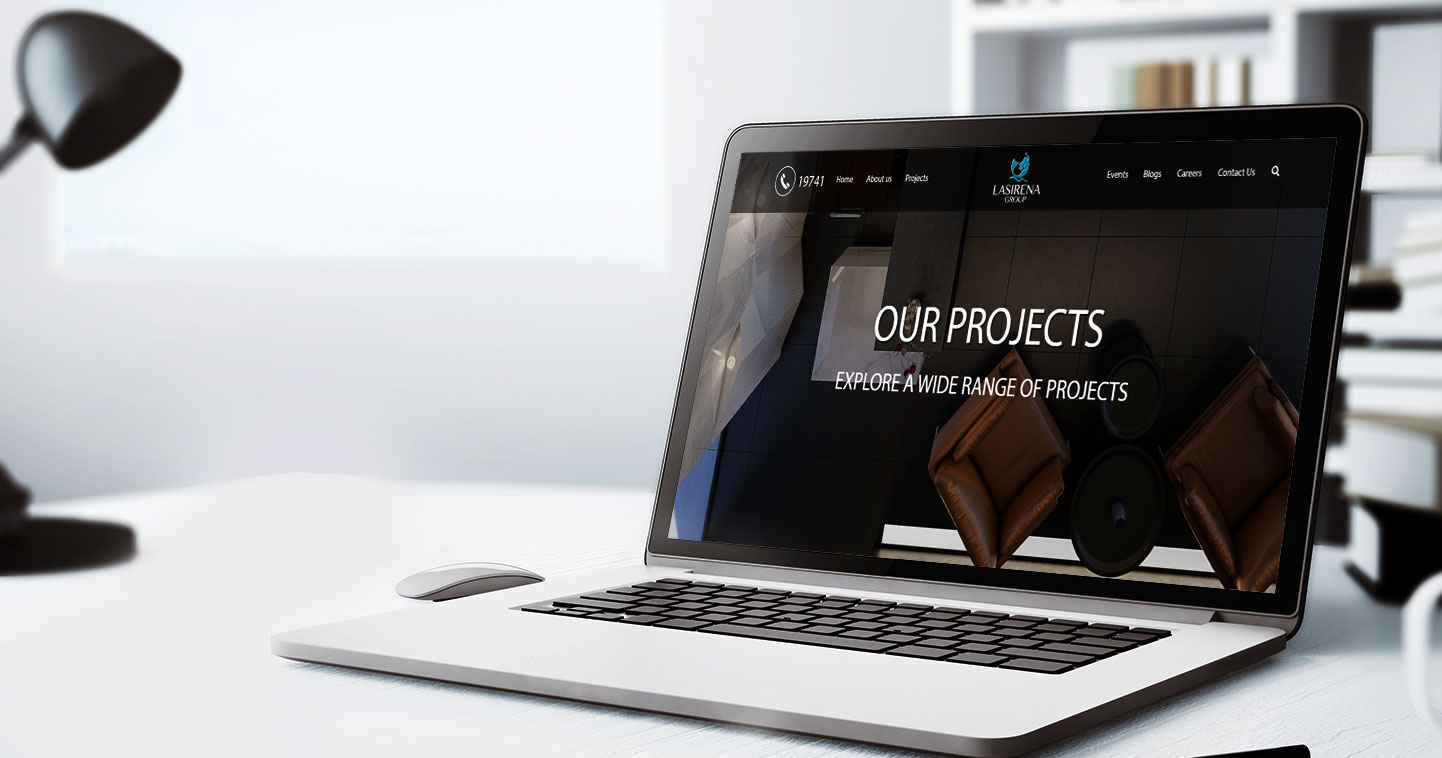 19741 Home About us Projects
LASIRENA
GROUP
Events Blogs Careers Contact Us
OUR PROJECTS
EXPLORE A WIDE RANGE OF PROJECTS